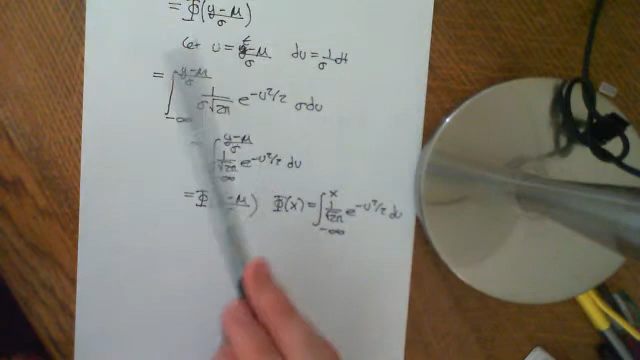 = Φ(y-μ/σ)
Let u = t-μ/σ du = 1/σ dt
= ∫_{-∞}^{y-μ/σ} 1/σ√2π e^{-u²/2} σdu
∫_{-∞}^{y-μ/σ} 1/√2π e^{-u²/2} du
= Φ( -μ ) Φ(x) = ∫_{-∞}^{x} 1/√2π e^{-u²/2} du